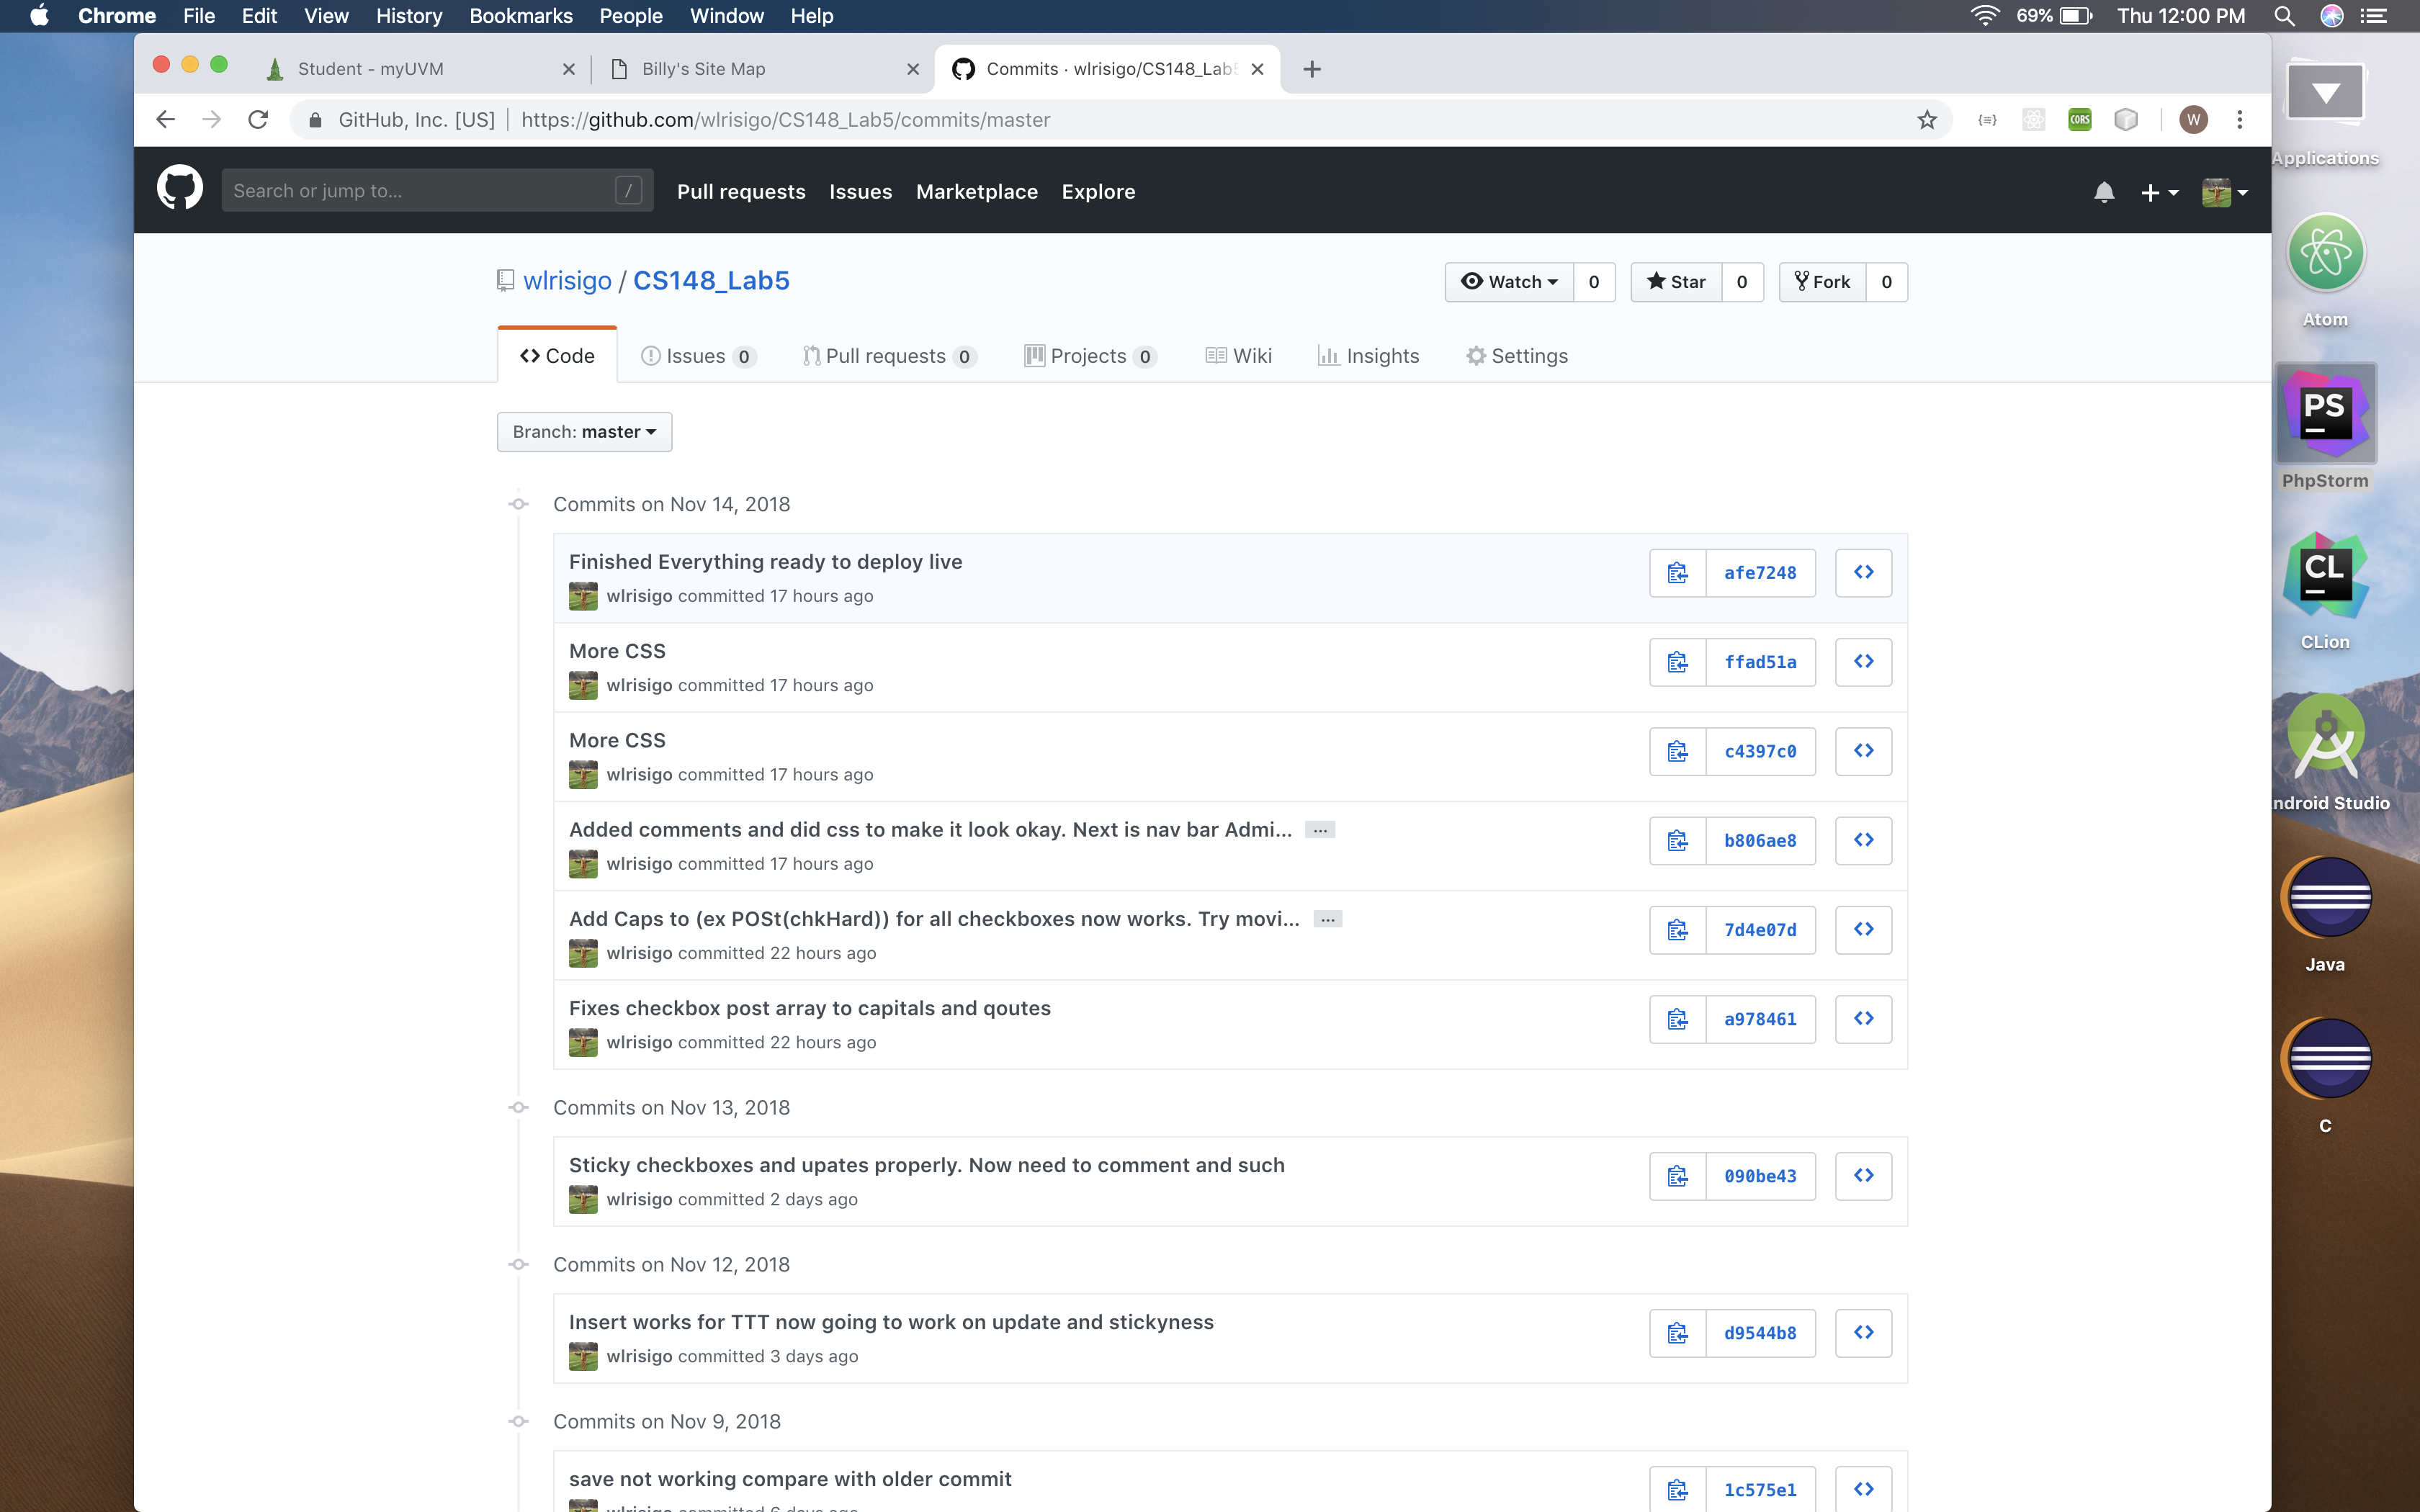 Chrome File Edit View History Bookmarks People Window Help 69% Thu 12:00 PM
Student - myUVM Billy's Site Map Commits · wlrisigo/CS148_Lab5
GitHub, Inc. [US] https://github.com/wlrisigo/CS148_Lab5/commits/master CORS W
Search or jump to... / Pull requests Issues Marketplace Explore
wlrisigo / CS148_Lab5 Watch 0 Star 0 Fork 0
Code Issues 0 Pull requests 0 Projects 0 Wiki Insights Settings
Branch: master
Commits on Nov 14, 2018
Finished Everything ready to deploy live
wlrisigo committed 17 hours ago
afe7248
More CSS
wlrisigo committed 17 hours ago
ffad51a
More CSS
wlrisigo committed 17 hours ago
c4397c0
Added comments and did css to make it look okay. Next is nav bar Admi... ...
wlrisigo committed 17 hours ago
b806ae8
Add Caps to (ex POSt(chkHard)) for all checkboxes now works. Try movi... ...
wlrisigo committed 22 hours ago
7d4e07d
Fixes checkbox post array to capitals and qoutes
wlrisigo committed 22 hours ago
a978461
Commits on Nov 13, 2018
Sticky checkboxes and upates properly. Now need to comment and such
wlrisigo committed 2 days ago
090be43
Commits on Nov 12, 2018
Insert works for TTT now going to work on update and stickyness
wlrisigo committed 3 days ago
d9544b8
Commits on Nov 9, 2018
save not working compare with older commit
wlrisigo committed 6 days ago
1c575e1
Applications
Atom
PS
PhpStorm
CL
CLion
ndroid Studio
Java
C